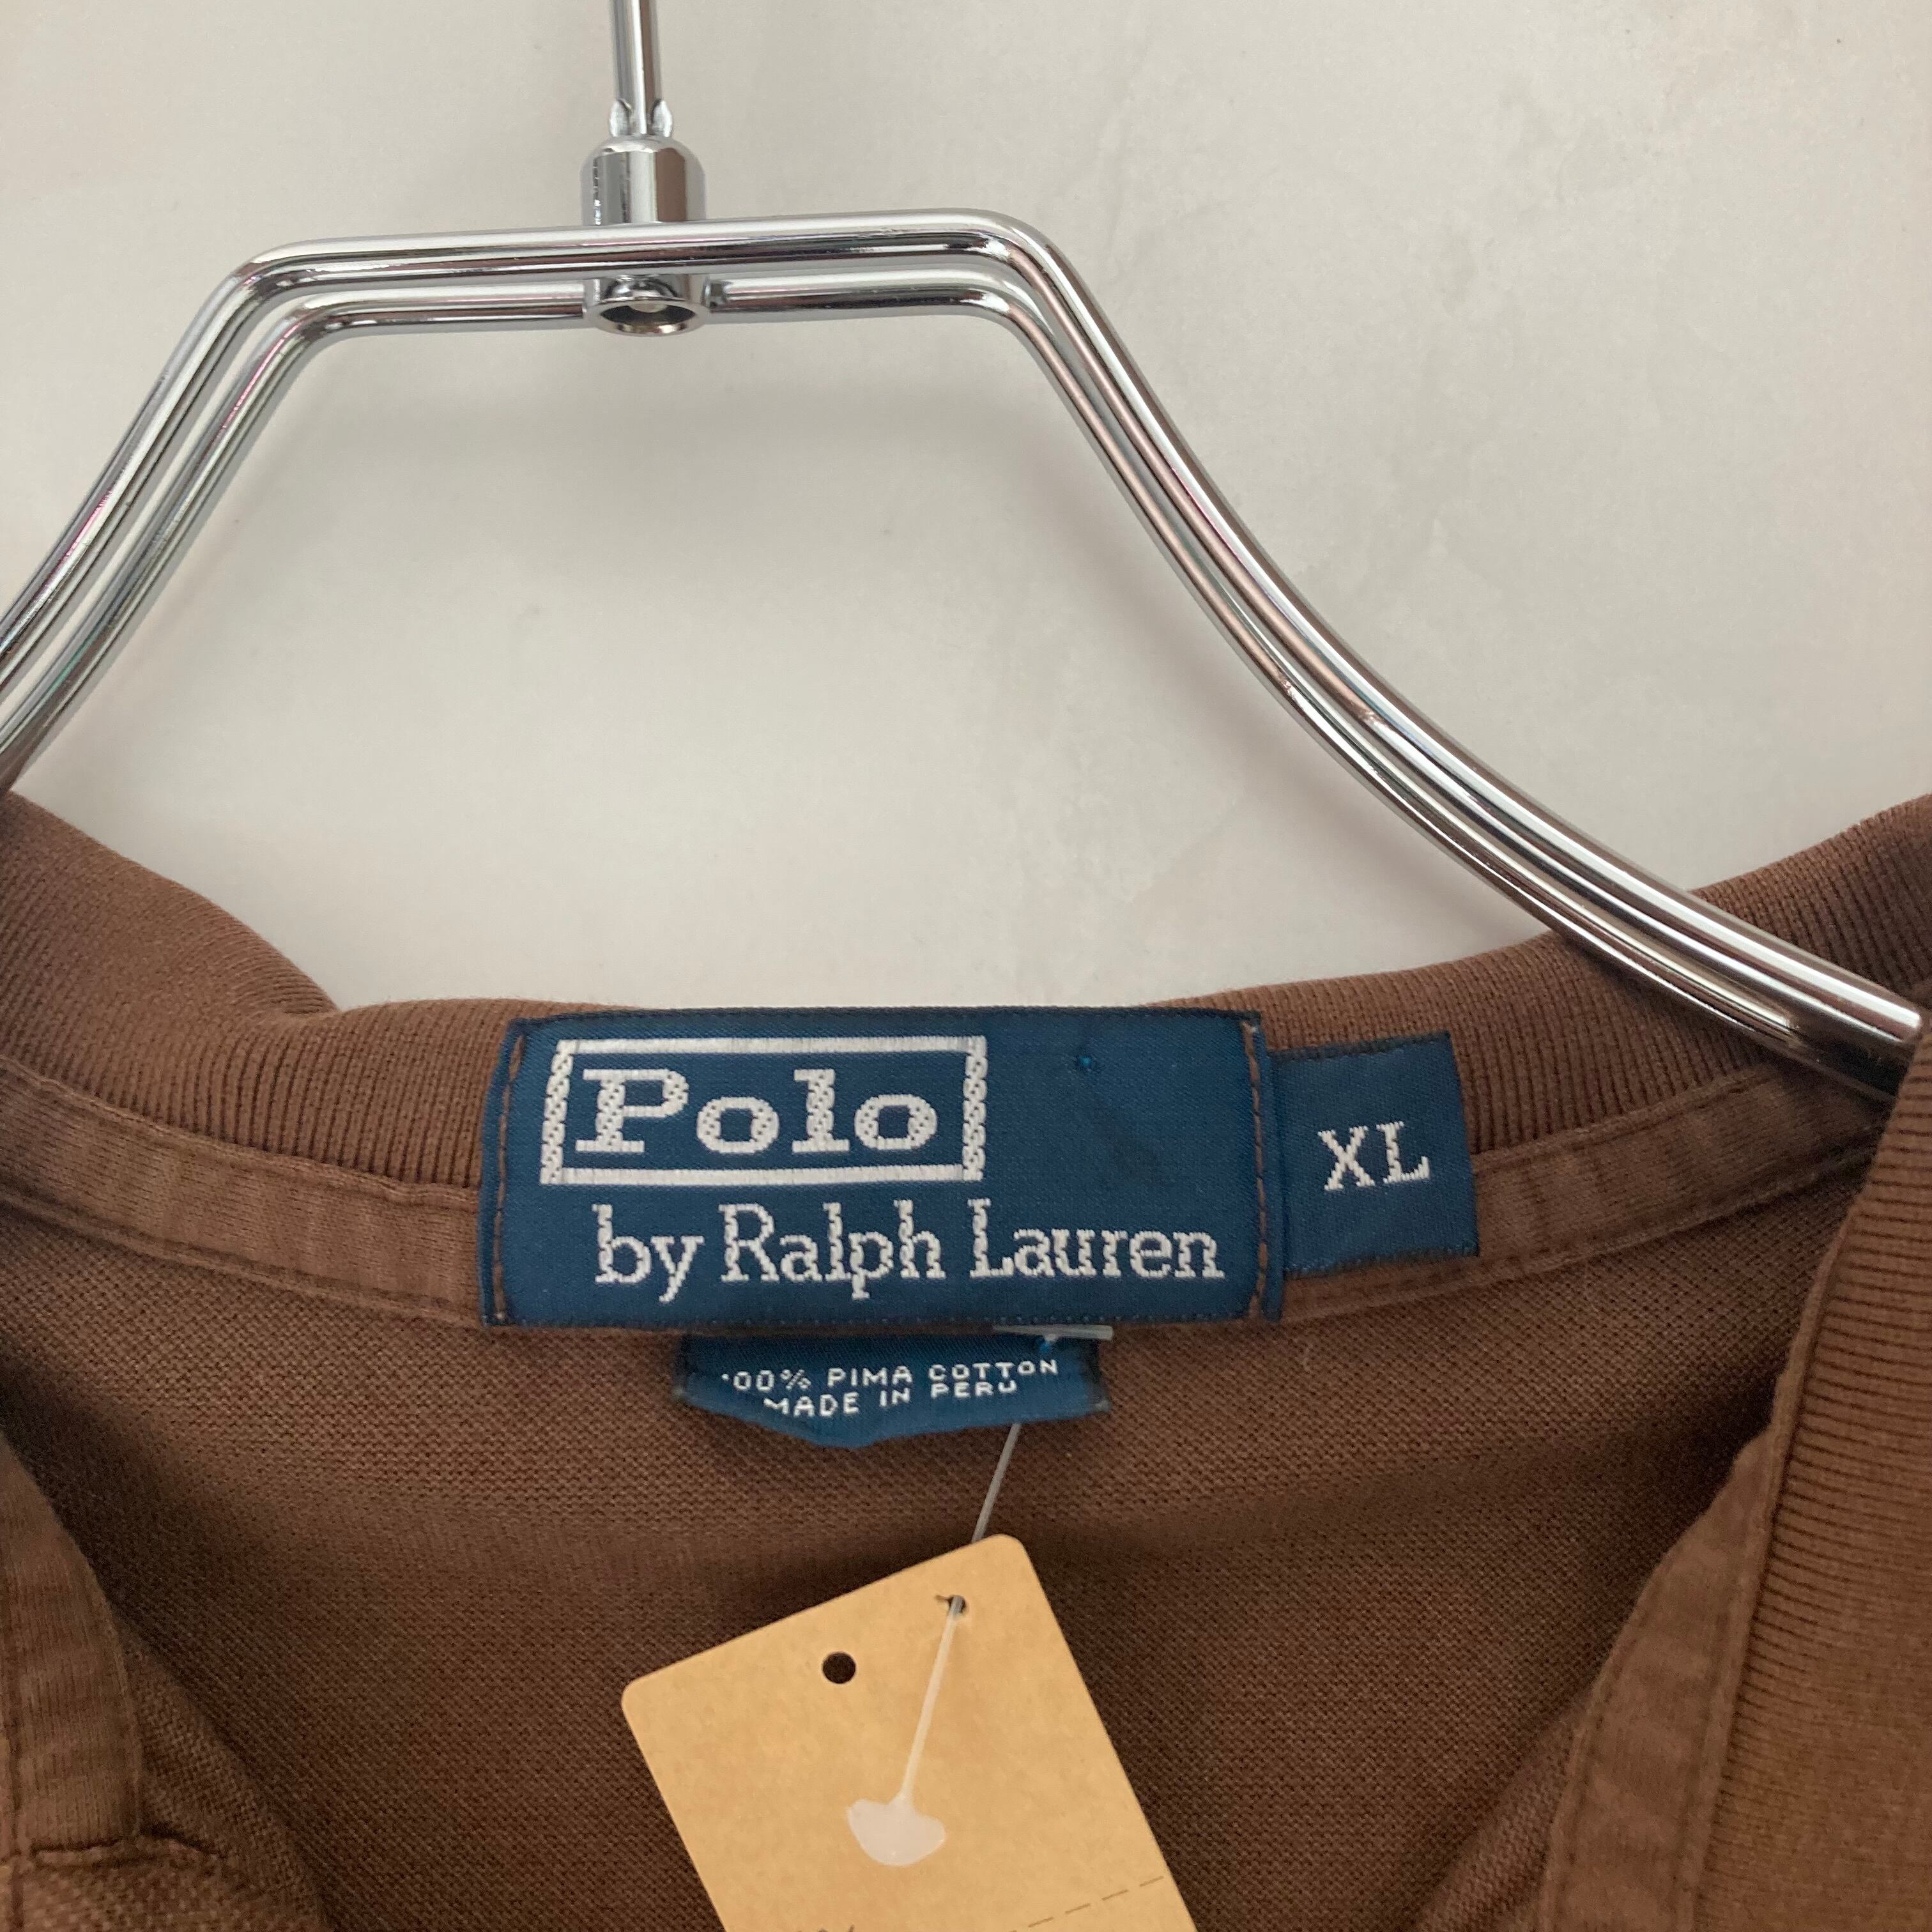 Polo
by Ralph Lauren
XL
100% PIMA COTTON
MADE IN PERU